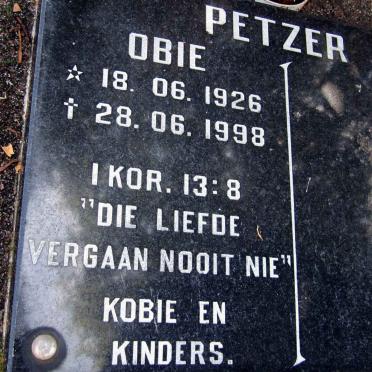 PETZER
OBIE
☆ 18. 06. 1926
† 28. 06. 1998
I KOR. 13:8
"DIE LIEFDE
VERGAAN NOOIT NIE"
KOBIE EN
KINDERS.